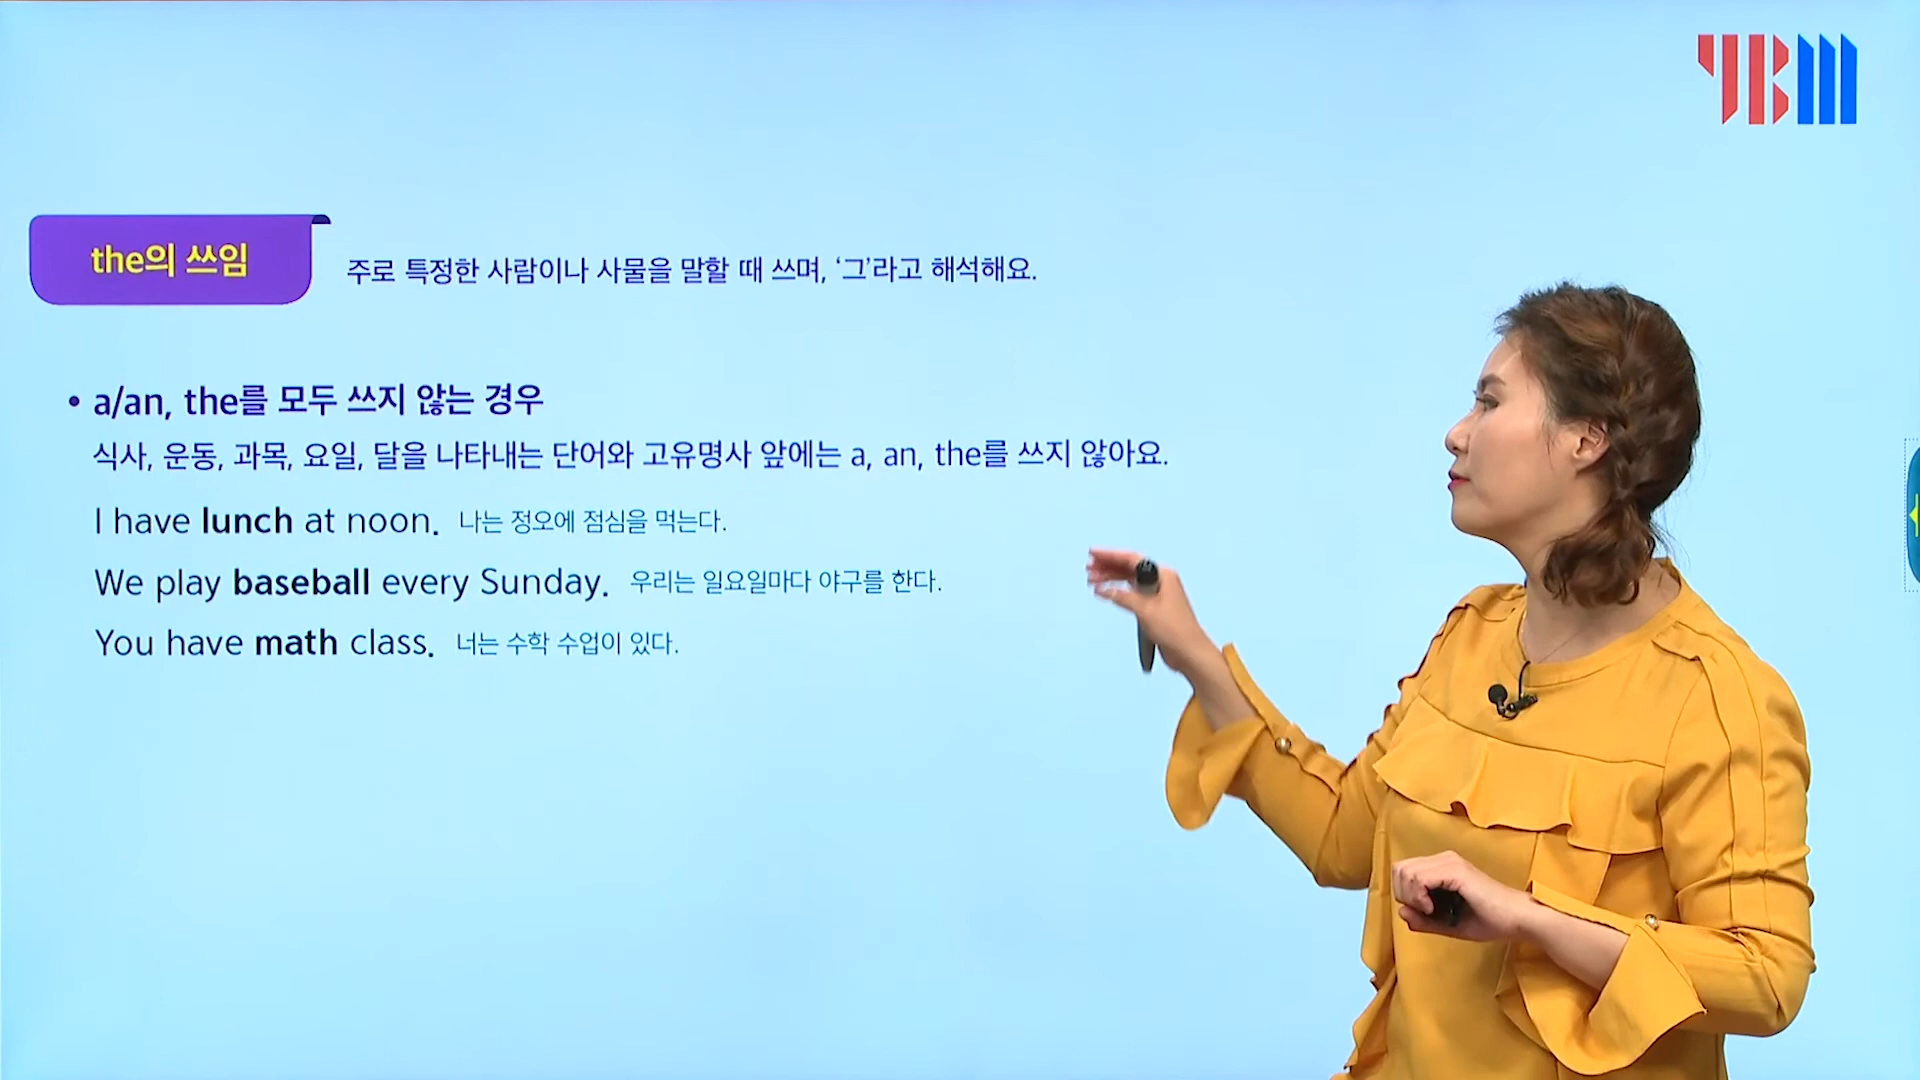 YBM
the의 쓰임
주로 특정한 사람이나 사물을 말할 때 쓰며, ‘그’라고 해석해요.
• a/an, the를 모두 쓰지 않는 경우
식사, 운동, 과목, 요일, 달을 나타내는 단어와 고유명사 앞에는 a, an, the를 쓰지 않아요.
I have lunch at noon. 나는 정오에 점심을 먹는다.
We play baseball every Sunday. 우리는 일요일마다 야구를 한다.
You have math class. 너는 수학 수업이 있다.